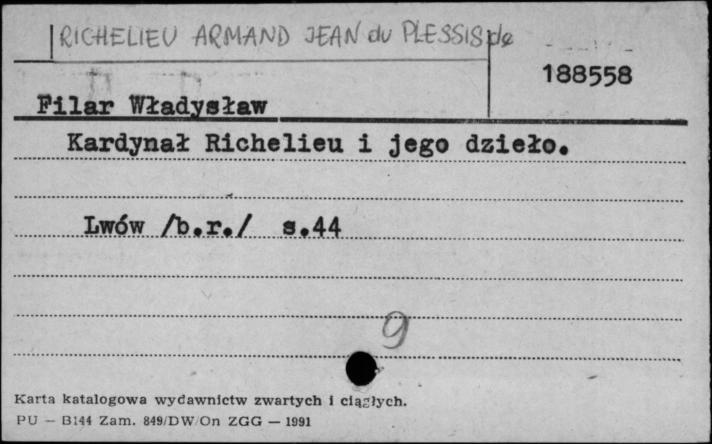 RICHELIEU ARMAND JEAN du PLESSIS de
188558
Filar Władysław
Kardynał Richelieu i jego dzieło.
Lwów /b.r./ s.44
9
Karta katalogowa wydawnictw zwartych i ciągłych.
PU — B144 Zam. 849/DW/On ZGG — 1991